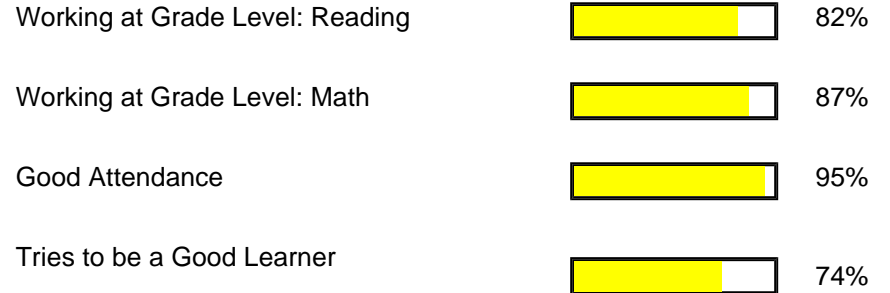 Working at Grade Level: Reading 82%
Working at Grade Level: Math 87%
Good Attendance 95%
Tries to be a Good Learner 74%